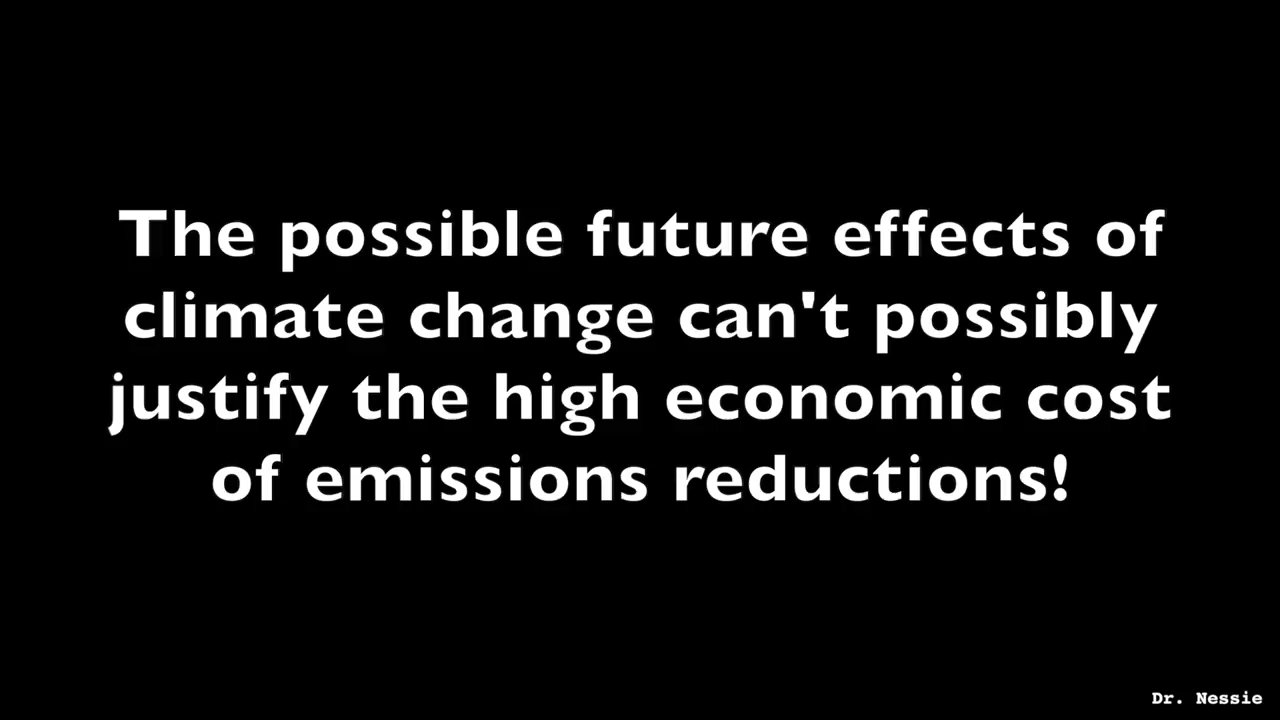 The possible future effects of
climate change can't possibly
justify the high economic cost
of emissions reductions!
Dr. Nessie